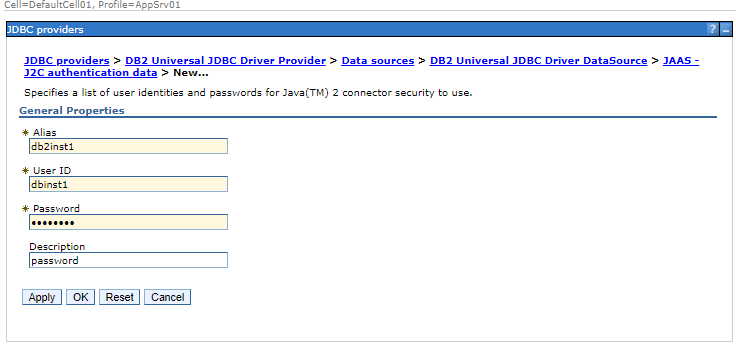 Cell=DefaultCell01, Profile=AppSrv01
JDBC providers ? –
JDBC providers > DB2 Universal JDBC Driver Provider > Data sources > DB2 Universal JDBC Driver DataSource > JAAS -
J2C authentication data > New...
Specifies a list of user identities and passwords for Java(TM) 2 connector security to use.
General Properties
* Alias
db2inst1
* User ID
dbinst1
* Password
••••••••
Description
password
Apply OK Reset Cancel